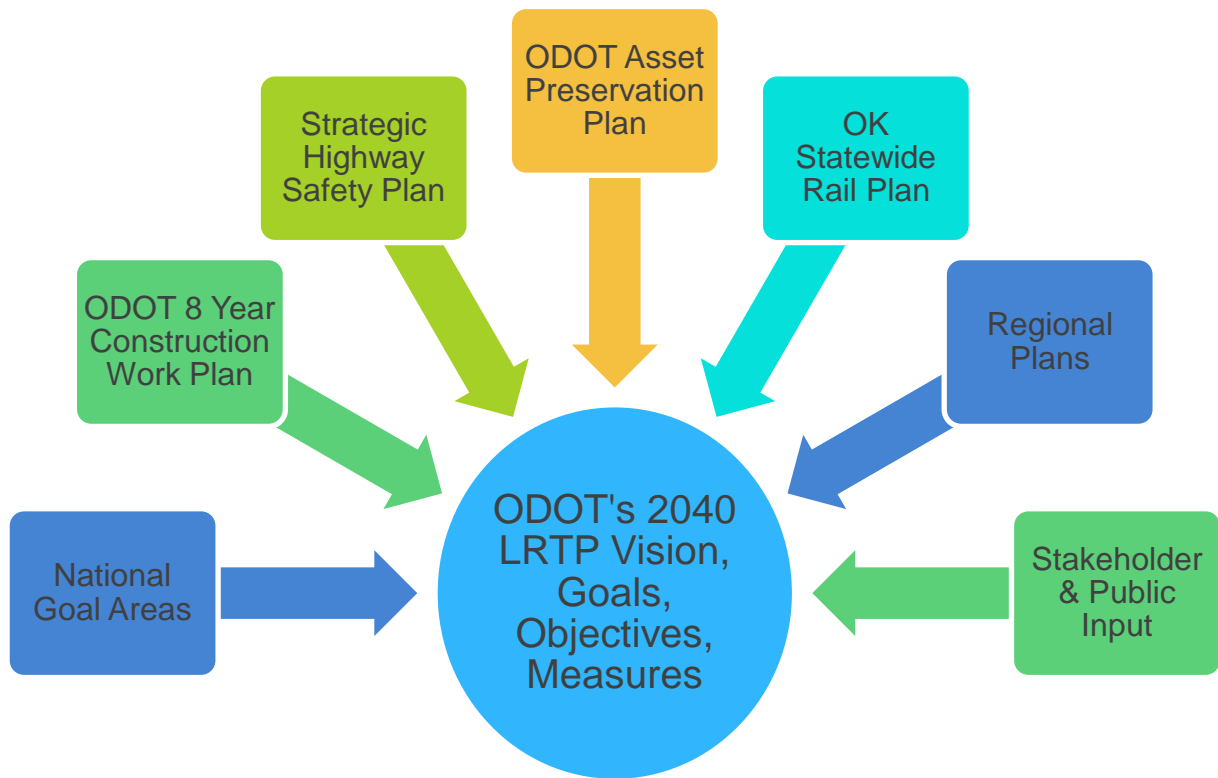 National
Goal Areas
ODOT 8 Year
Construction
Work Plan
Strategic
Highway
Safety Plan
ODOT Asset
Preservation
Plan
OK
Statewide
Rail Plan
Regional
Plans
Stakeholder
& Public
Input
ODOT's 2040
LRTP Vision,
Goals,
Objectives,
Measures